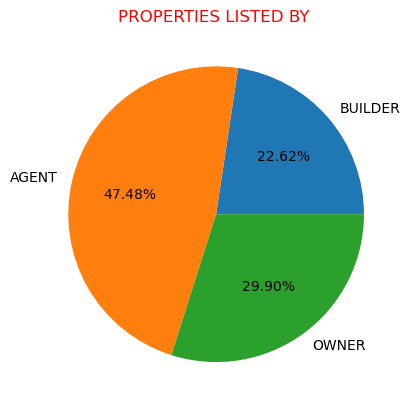 PROPERTIES LISTED BY
BUILDER
22.62%
AGENT
47.48%
29.90%
OWNER